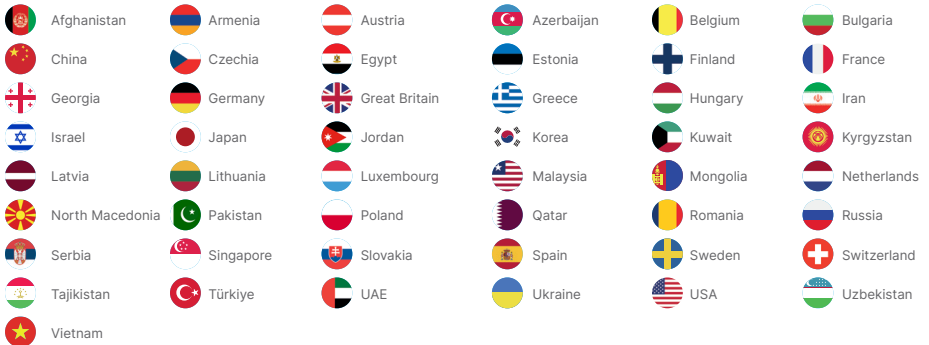 Afghanistan Armenia Austria Azerbaijan Belgium Bulgaria
China Czechia Egypt Estonia Finland France
Georgia Germany Great Britain Greece Hungary Iran
Israel Japan Jordan Korea Kuwait Kyrgyzstan
Latvia Lithuania Luxembourg Malaysia Mongolia Netherlands
North Macedonia Pakistan Poland Qatar Romania Russia
Serbia Singapore Slovakia Spain Sweden Switzerland
Tajikistan Türkiye UAE Ukraine USA Uzbekistan
Vietnam